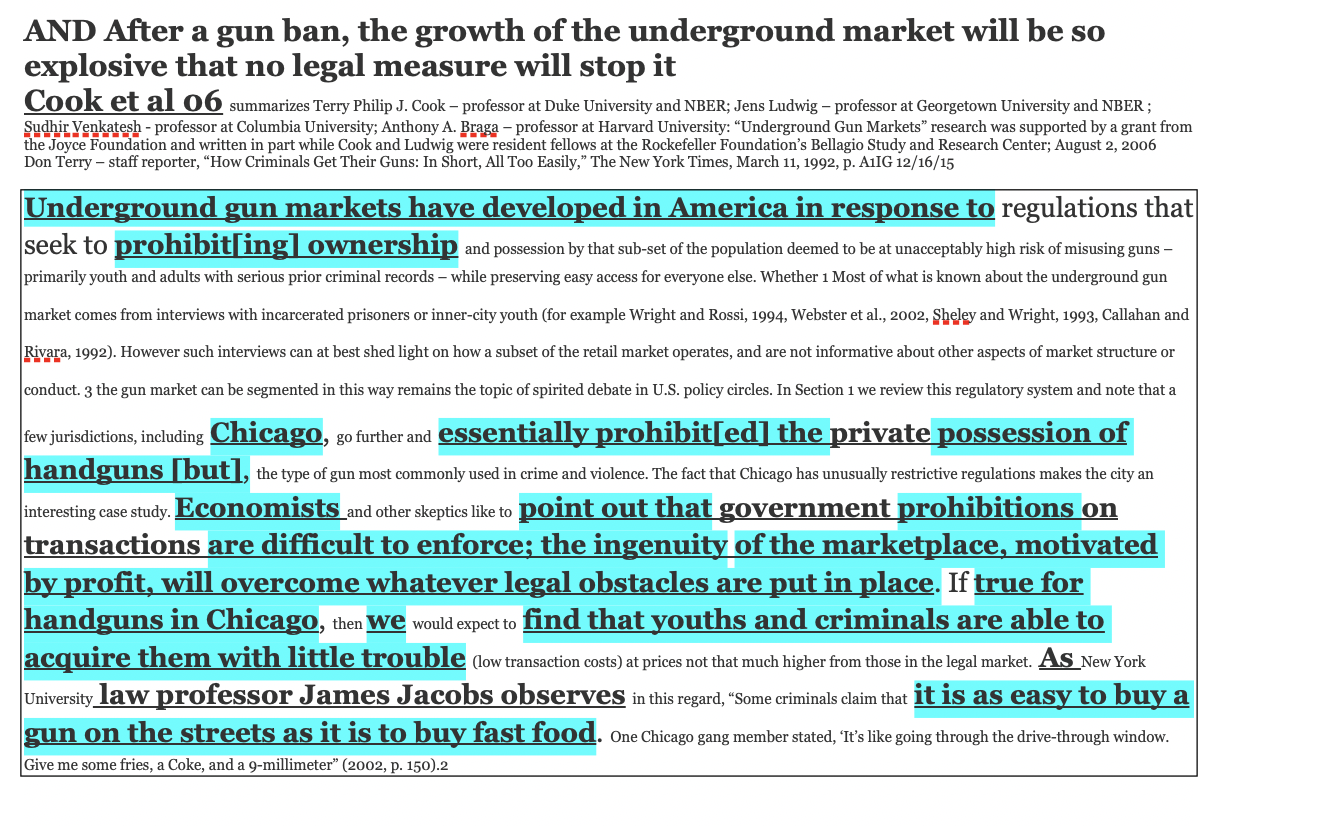 AND After a gun ban, the growth of the underground market will be so
explosive that no legal measure will stop it
Cook et al 06 summarizes Terry Philip J. Cook – professor at Duke University and NBER; Jens Ludwig – professor at Georgetown University and NBER ;
Sudhir Venkatesh - professor at Columbia University; Anthony A. Braga – professor at Harvard University: “Underground Gun Markets” research was supported by a grant from
the Joyce Foundation and written in part while Cook and Ludwig were resident fellows at the Rockefeller Foundation’s Bellagio Study and Research Center; August 2, 2006
Don Terry – staff reporter, “How Criminals Get Their Guns: In Short, All Too Easily,” The New York Times, March 11, 1992, p. A1IG 12/16/15
Underground gun markets have developed in America in response to regulations that
seek to prohibit[ing] ownership and possession by that sub-set of the population deemed to be at unacceptably high risk of misusing guns –
primarily youth and adults with serious prior criminal records – while preserving easy access for everyone else. Whether 1 Most of what is known about the underground gun
market comes from interviews with incarcerated prisoners or inner-city youth (for example Wright and Rossi, 1994, Webster et al., 2002, Sheley and Wright, 1993, Callahan and
Rivara, 1992). However such interviews can at best shed light on how a subset of the retail market operates, and are not informative about other aspects of market structure or
conduct. 3 the gun market can be segmented in this way remains the topic of spirited debate in U.S. policy circles. In Section 1 we review this regulatory system and note that a
few jurisdictions, including Chicago, go further and essentially prohibit[ed] the private possession of
handguns [but], the type of gun most commonly used in crime and violence. The fact that Chicago has unusually restrictive regulations makes the city an
interesting case study. Economists and other skeptics like to point out that government prohibitions on
transactions are difficult to enforce; the ingenuity of the marketplace, motivated
by profit, will overcome whatever legal obstacles are put in place. If true for
handguns in Chicago, then we would expect to find that youths and criminals are able to
acquire them with little trouble (low transaction costs) at prices not that much higher from those in the legal market. As New York
University law professor James Jacobs observes in this regard, “Some criminals claim that it is as easy to buy a
gun on the streets as it is to buy fast food. One Chicago gang member stated, ‘It’s like going through the drive-through window.
Give me some fries, a Coke, and a 9-millimeter” (2002, p. 150).2